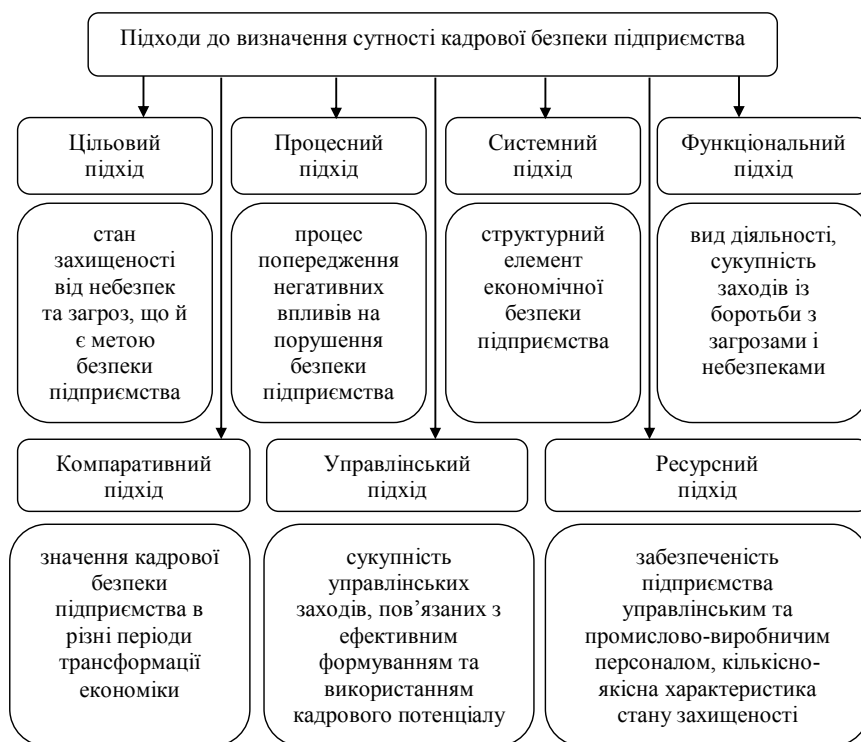 Підходи до визначення сутності кадрової безпеки підприємства
Цільовий
підхід
Процесний
підхід
Системний
підхід
Функціональний
підхід
стан
захищеності
від небезпек
та загроз, що й
є метою
безпеки
підприємства
процес
попередження
негативних
впливів на
порушення
безпеки
підприємства
структурний
елемент
економічної
безпеки
підприємства
вид діяльності,
сукупність
заходів із
боротьби з
загрозами і
небезпеками
Компаративний
підхід
Управлінський
підхід
Ресурсний
підхід
значення кадрової
безпеки
підприємства в
різні періоди
трансформації
економіки
сукупність
управлінських
заходів, пов’язаних з
ефективним
формуванням та
використанням
кадрового потенціалу
забезпеченість
підприємства
управлінським та
промислово-виробничим
персоналом, кількісно-
якісна характеристика
стану захищеності